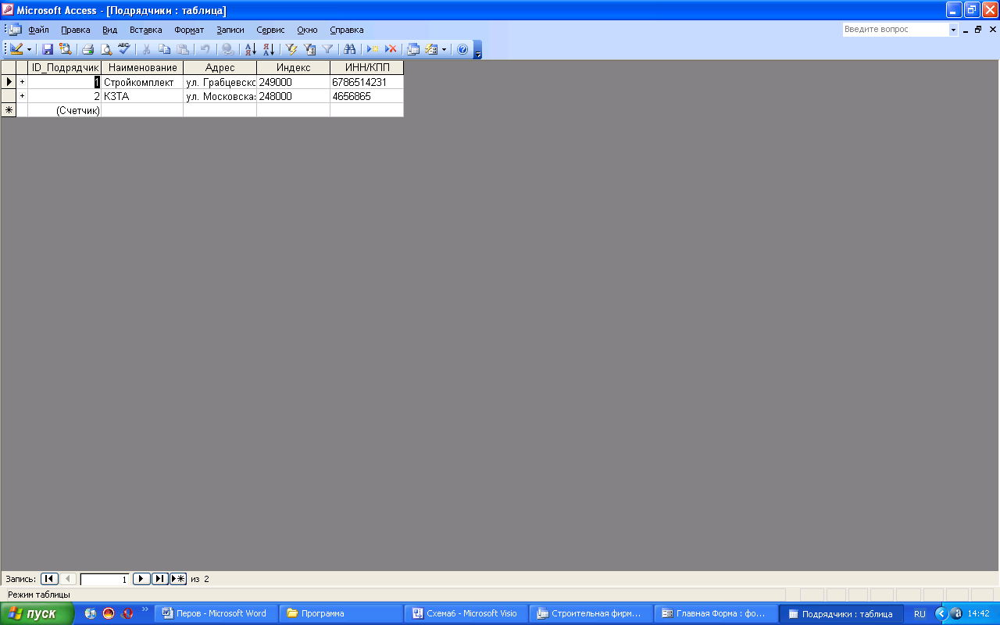 Microsoft Access - [Подрядчики : таблица]
Файл Правка Вид Вставка Формат Записи Сервис Окно Справка Введите вопрос
ID_Подрядчик Наименование Адрес Индекс ИНН/КПП
1 Стройкомплект ул. Грабцевско 249000 6786514231
2 КЗТА ул. Московская 248000 4656865
(Счетчик)
Запись: 1 из 2
Режим таблицы
пуск Перов - Microsoft Word Программа Схема6 - Microsoft Visio Строительная фирм... Главная Форма : фо... Подрядчики : таблица RU 14:42